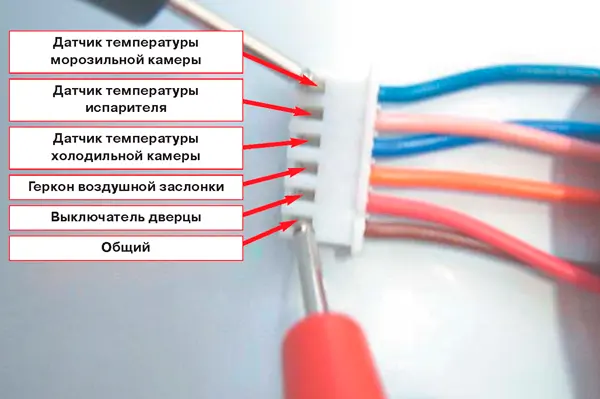 Датчик температуры
морозильной камеры
Датчик температуры
испарителя
Датчик температуры
холодильной камеры
Геркон воздушной заслонки
Выключатель дверцы
Общий